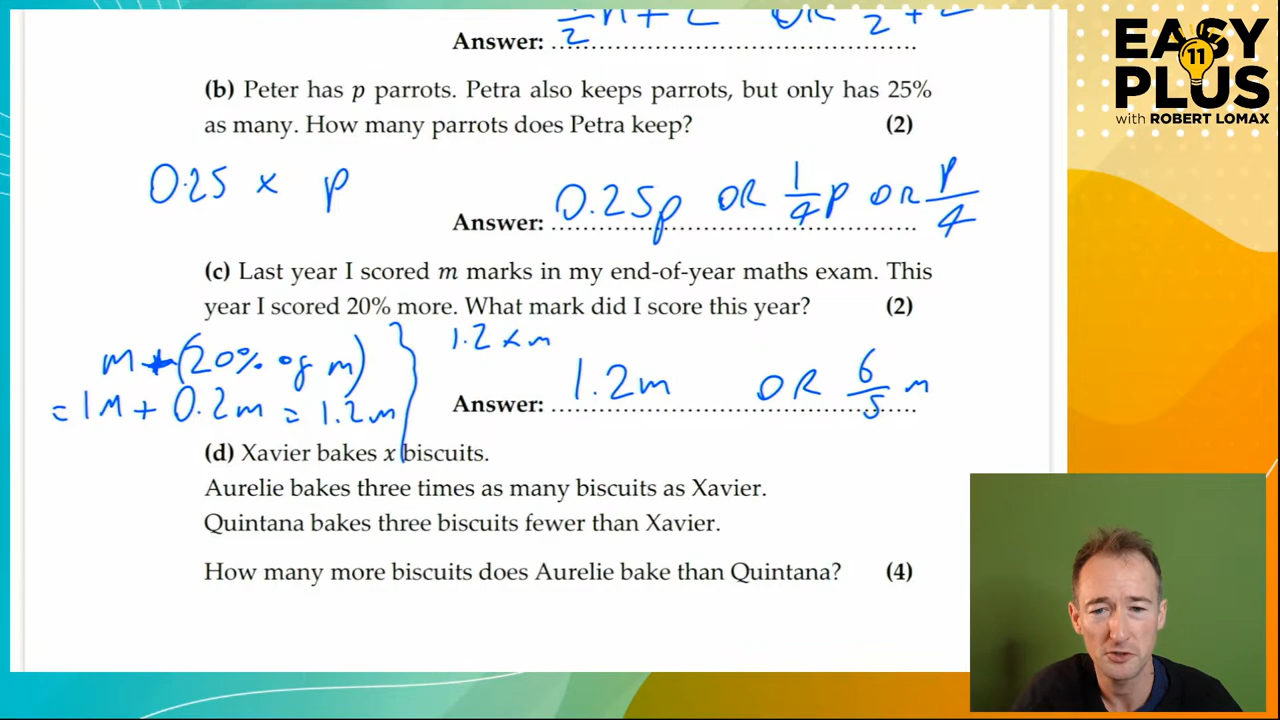 ½n + 2 OR
Answer:
EASY
11
PLUS
with ROBERT LOMAX
(b) Peter has p parrots. Petra also keeps parrots, but only has 25%
as many. How many parrots does Petra keep? (2)
0.25 × p
Answer: 0.25p OR 1/4 p OR p/4
(c) Last year I scored m marks in my end-of-year maths exam. This
year I scored 20% more. What mark did I score this year? (2)
m + (20% of m)
= 1m + 0.2m = 1.2m
1.2 × m
Answer: 1.2m OR 6/5 m
(d) Xavier bakes x biscuits.
Aurelie bakes three times as many biscuits as Xavier.
Quintana bakes three biscuits fewer than Xavier.
How many more biscuits does Aurelie bake than Quintana? (4)